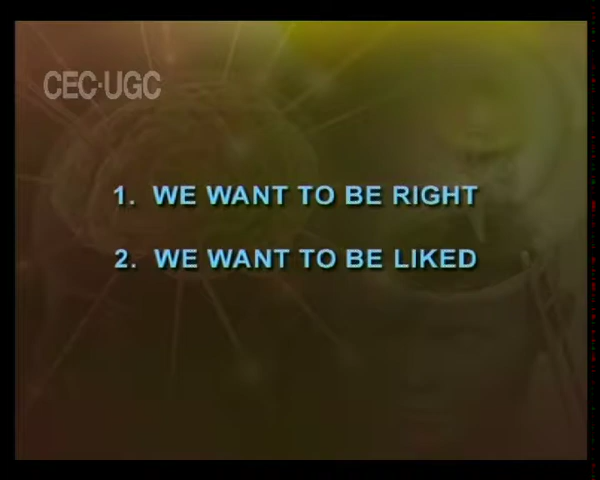 CEC-UGC
1. WE WANT TO BE RIGHT
2. WE WANT TO BE LIKED